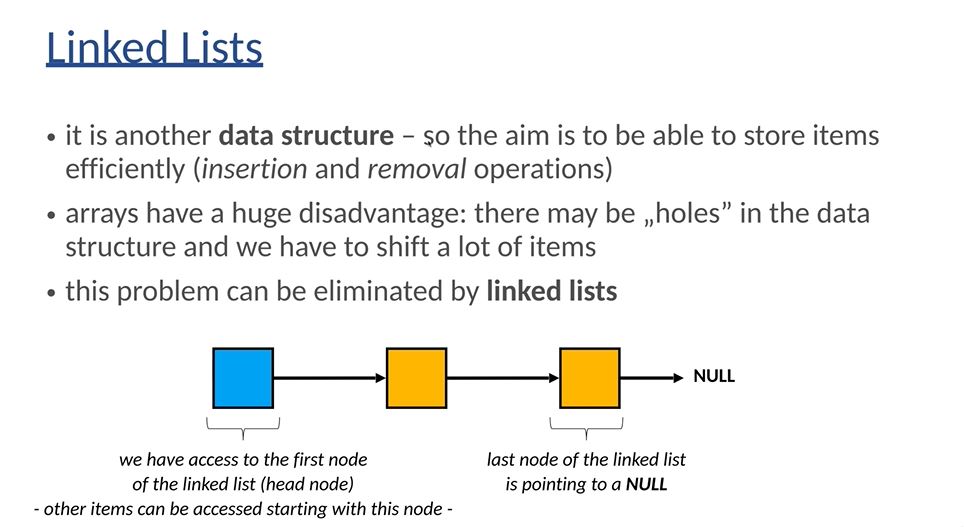 Linked Lists
• it is another data structure – so the aim is to be able to store items
efficiently (insertion and removal operations)
• arrays have a huge disadvantage: there may be „holes” in the data
structure and we have to shift a lot of items
• this problem can be eliminated by linked lists
NULL
we have access to the first node
of the linked list (head node)
- other items can be accessed starting with this node -
last node of the linked list
is pointing to a NULL